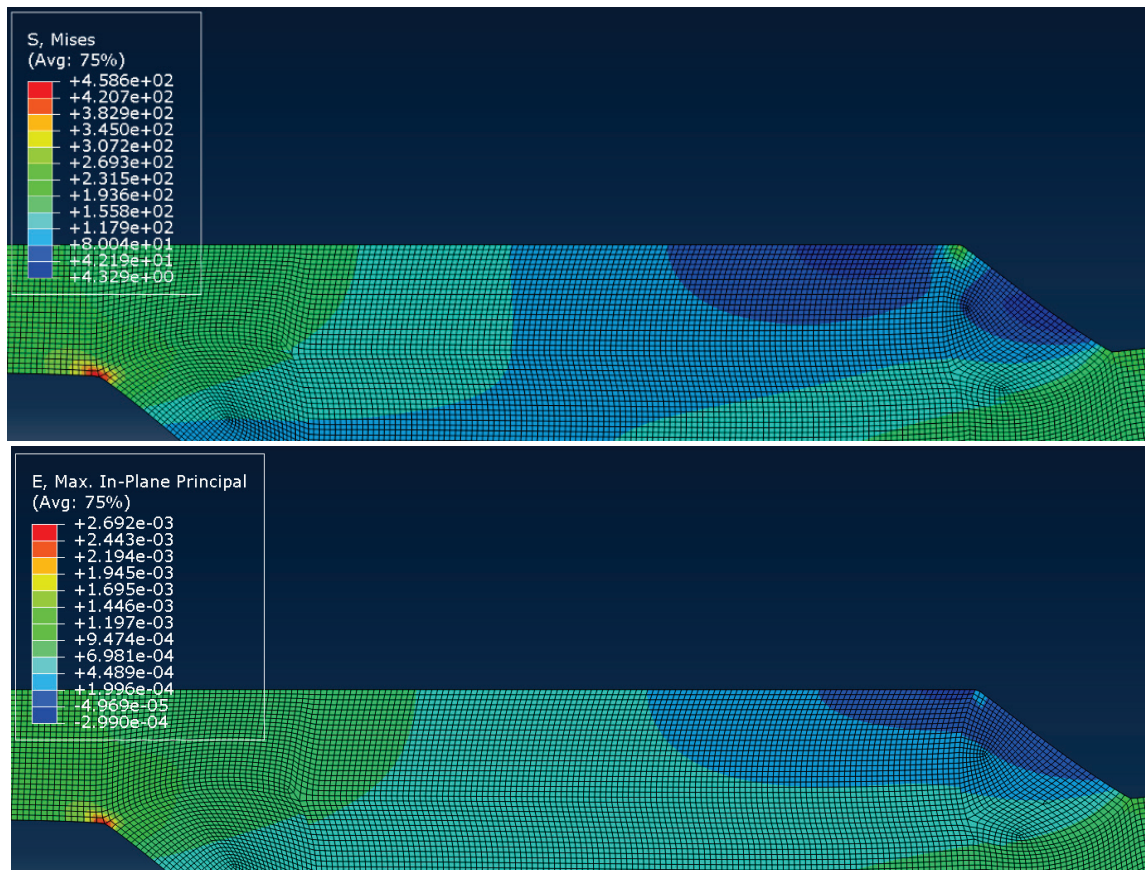 S, Mises
(Avg: 75%)
+4.586e+02
+4.207e+02
+3.829e+02
+3.450e+02
+3.072e+02
+2.693e+02
+2.315e+02
+1.936e+02
+1.558e+02
+1.179e+02
+8.004e+01
+4.219e+01
+4.329e+00
E, Max. In-Plane Principal
(Avg: 75%)
+2.692e-03
+2.443e-03
+2.194e-03
+1.945e-03
+1.695e-03
+1.446e-03
+1.197e-03
+9.474e-04
+6.981e-04
+4.489e-04
+1.996e-04
-4.969e-05
-2.990e-04